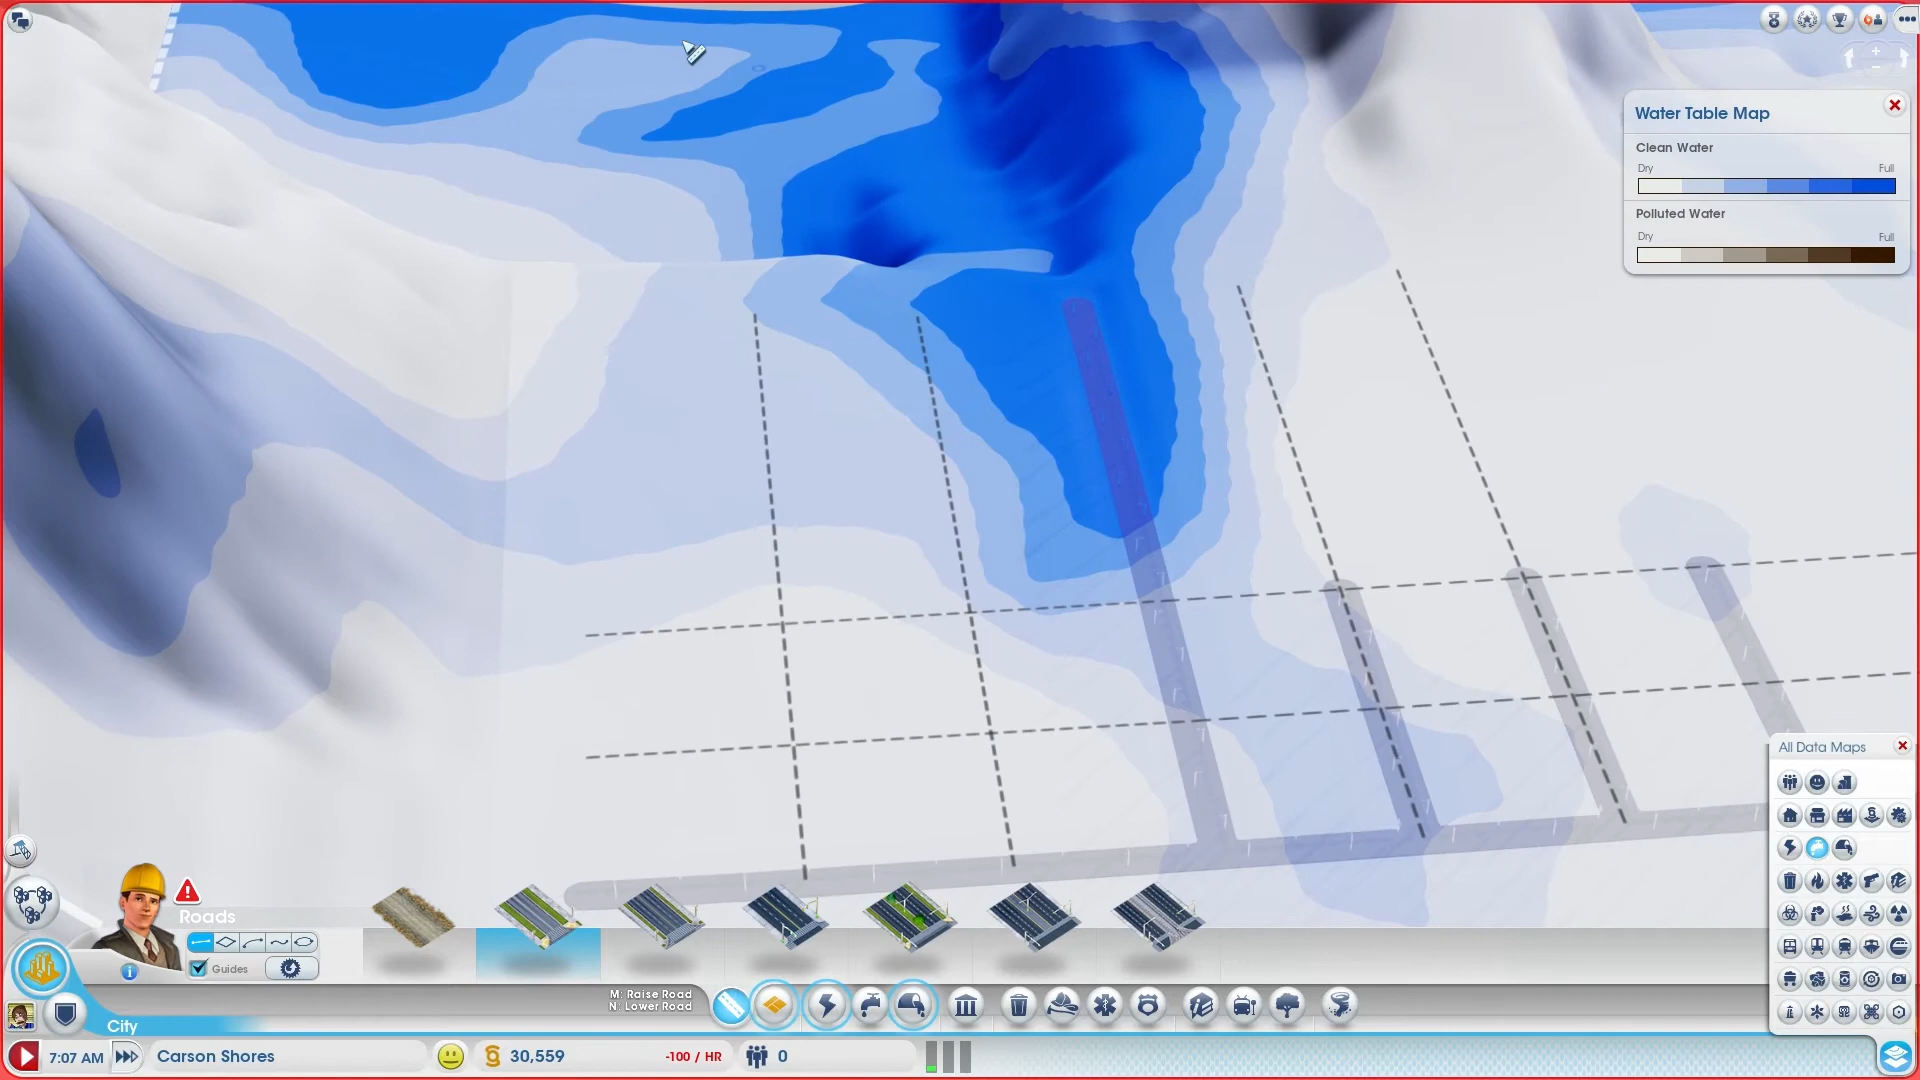 Water Table Map
Clean Water
Dry Full
Polluted Water
Dry Full
All Data Maps
Roads
Guides
M: Raise Road
N: Lower Road
City
7:07 AM
Carson Shores
30,559
-100 / HR
0